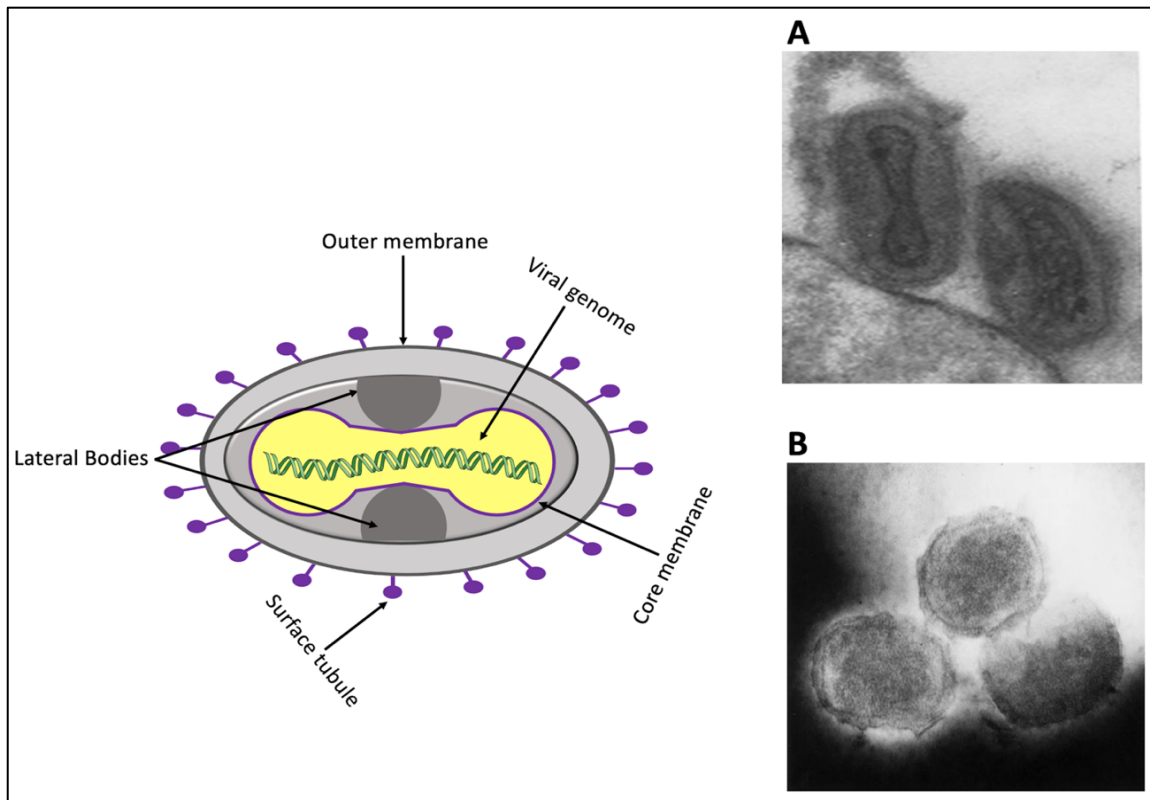 A
Outer membrane
Viral genome
Lateral Bodies
Core membrane
Surface tubule
B